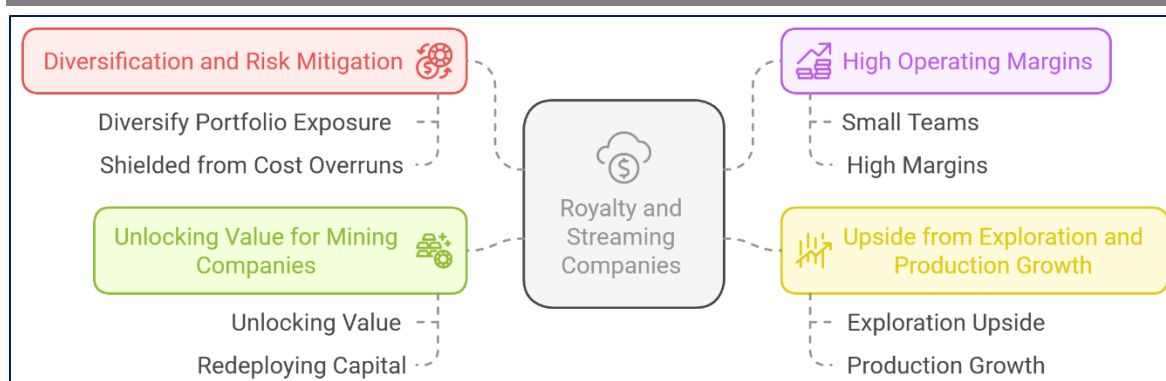 Diversification and Risk Mitigation
Diversify Portfolio Exposure
Shielded from Cost Overruns
Unlocking Value for Mining
Companies
Unlocking Value
Redeploying Capital
Royalty and
Streaming
Companies
High Operating Margins
Small Teams
High Margins
Upside from Exploration and
Production Growth
Exploration Upside
Production Growth